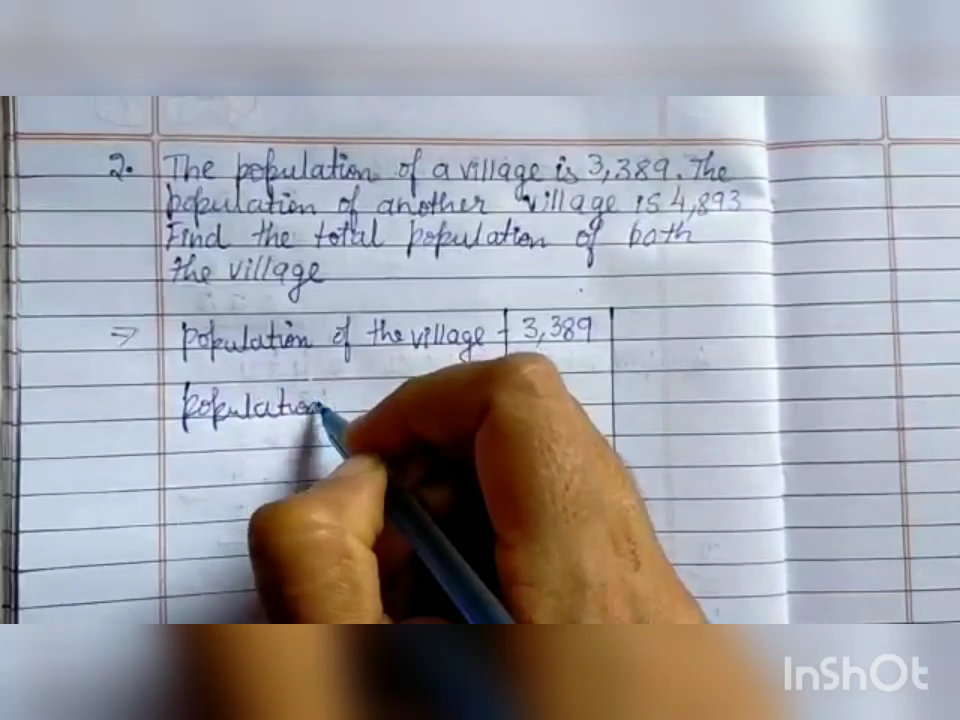 2. The population of a village is 3,389. The
population of another village is 4,893
Find the total population of both
the village
⇒ population of the village - 3,389
population
InShOt